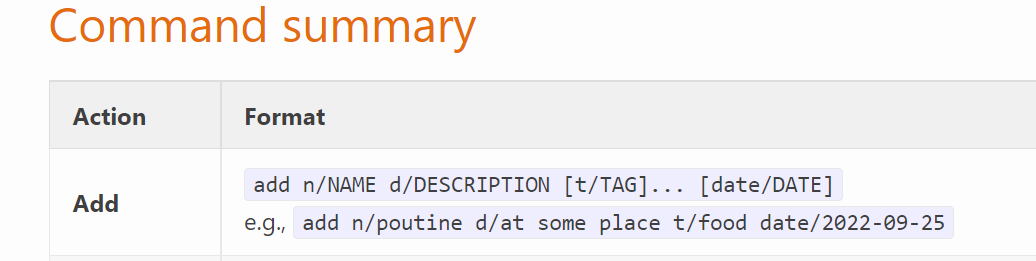 Command summary
Action Format
add n/NAME d/DESCRIPTION [t/TAG]... [date/DATE]
Add
e.g., add n/poutine d/at some place t/food date/2022-09-25